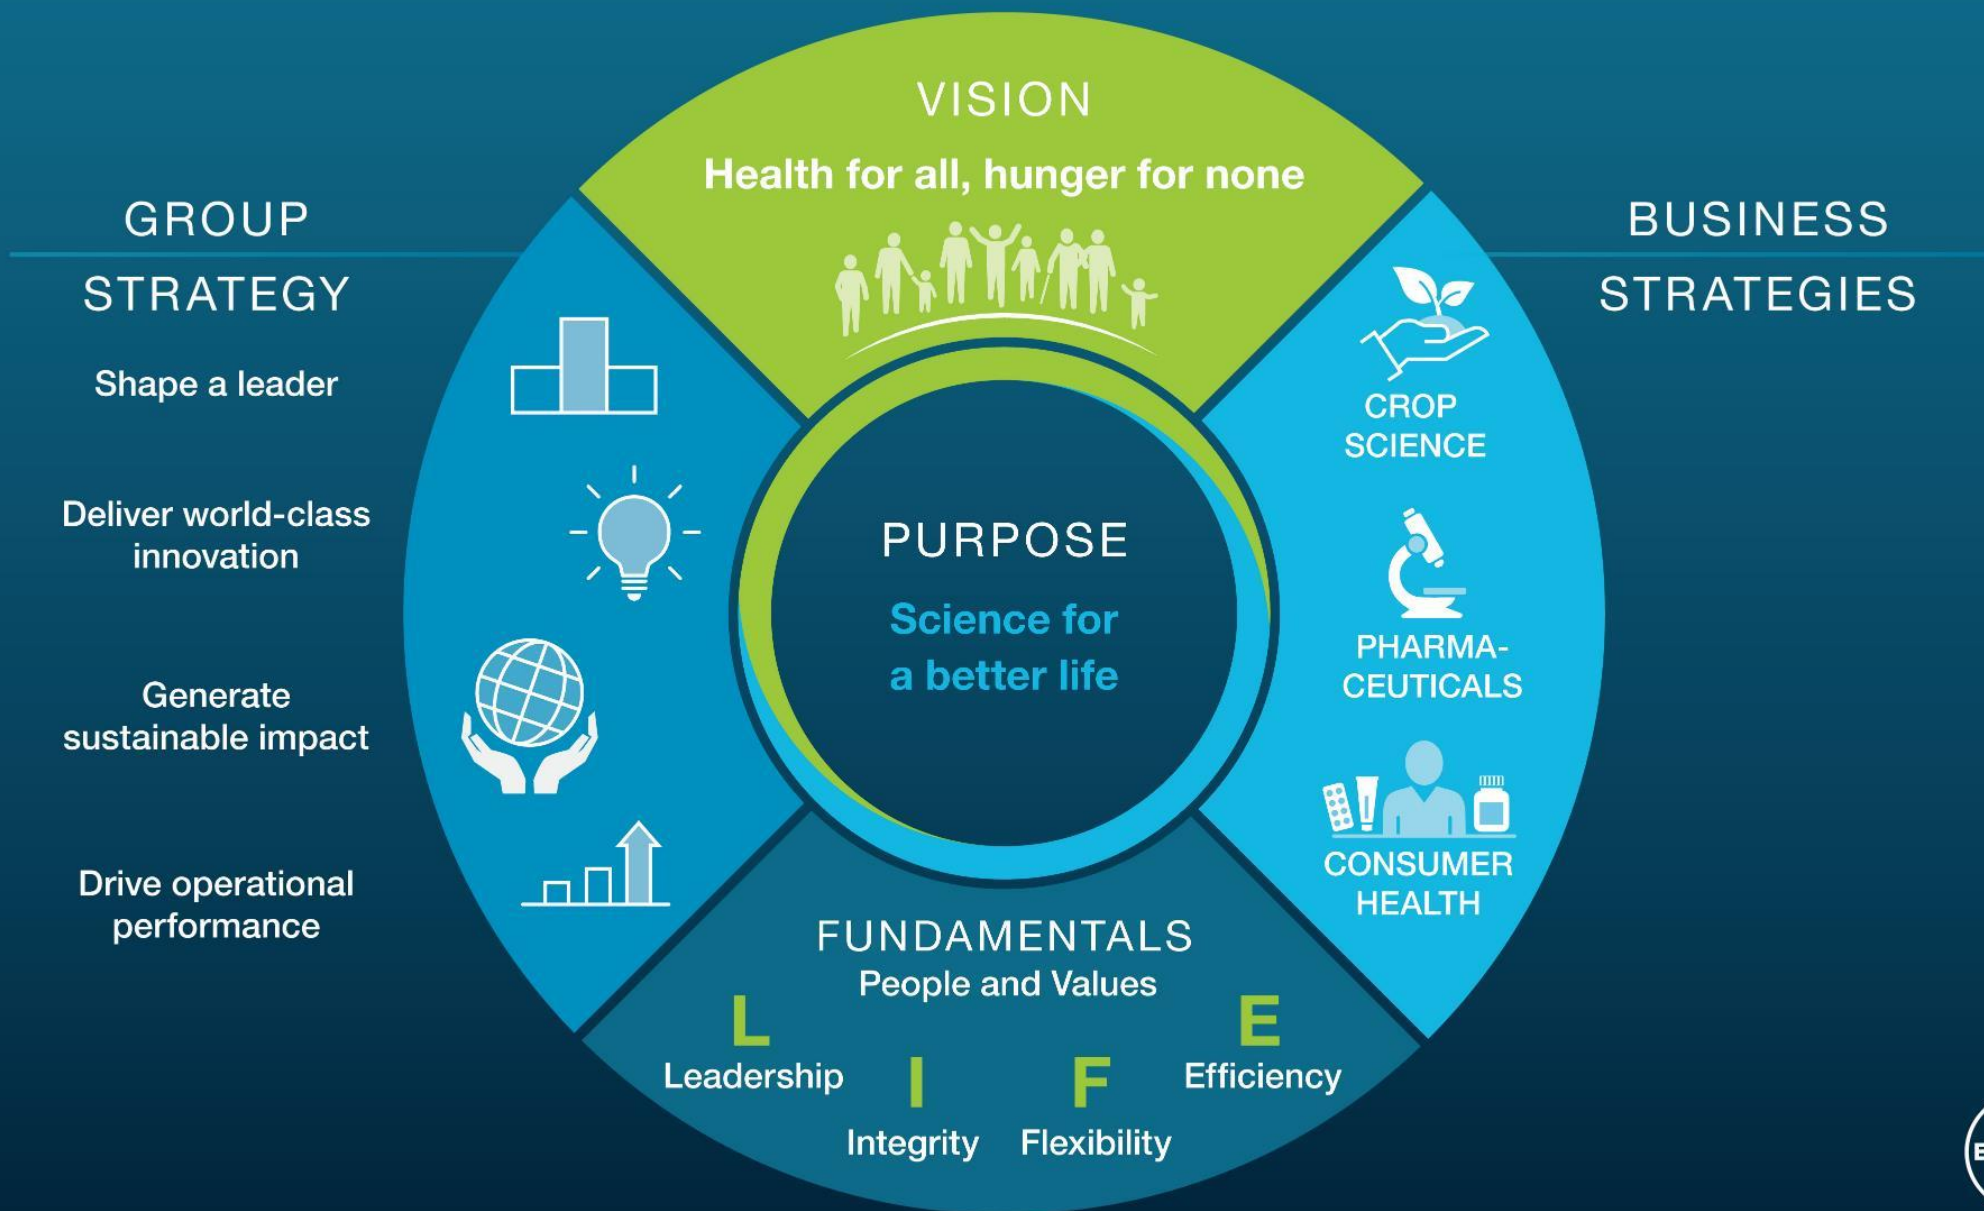 VISION
Health for all, hunger for none
GROUP
STRATEGY
Shape a leader
Deliver world-class
innovation
Generate
sustainable impact
Drive operational
performance
PURPOSE
Science for
a better life
BUSINESS
STRATEGIES
CROP
SCIENCE
PHARMA-
CEUTICALS
CONSUMER
HEALTH
FUNDAMENTALS
People and Values
L
Leadership
I
Integrity
F
Flexibility
E
Efficiency